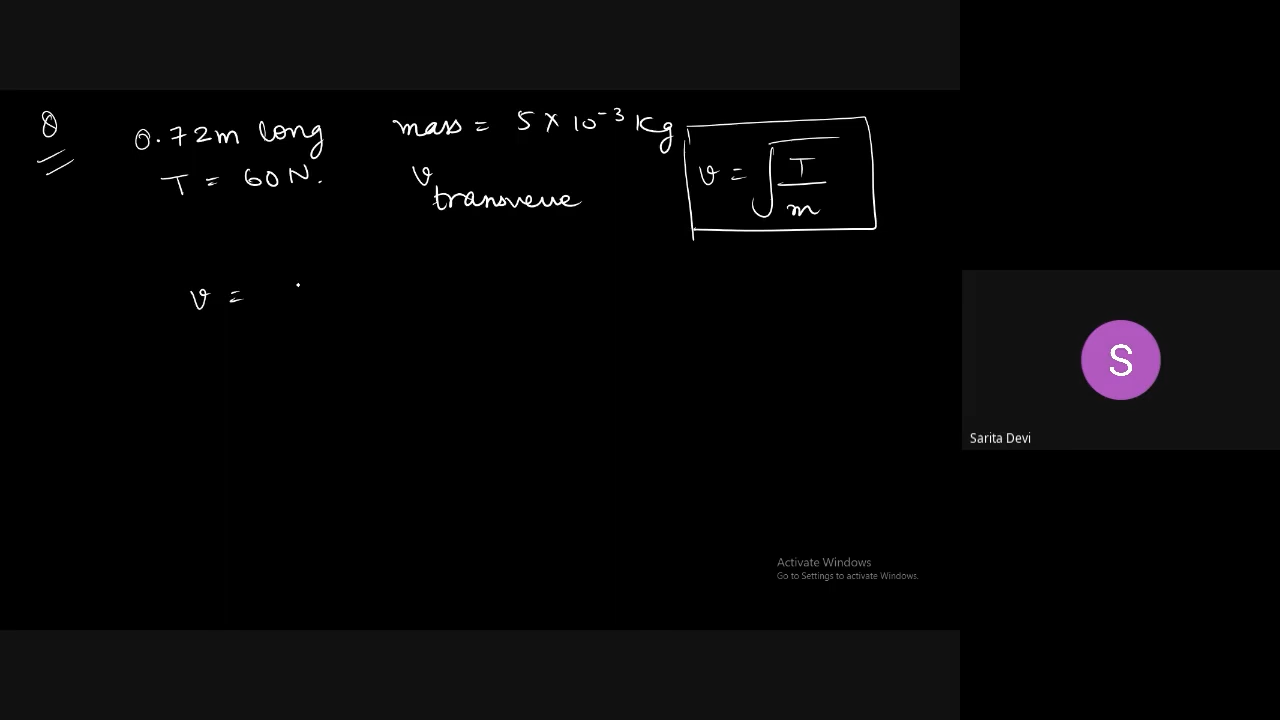 Q 0.72m long mass = 5 × 10⁻³ Kg
T = 60N. v transverse v = √(T/m)
v =
S
Sarita Devi
Activate Windows
Go to Settings to activate Windows.